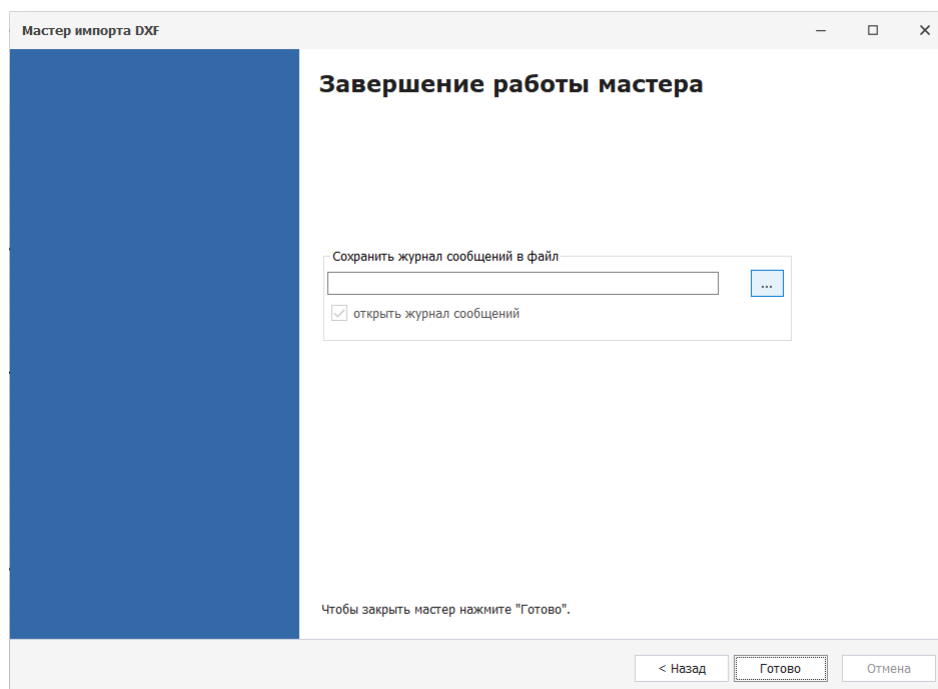 Мастер импорта DXF
Завершение работы мастера
Сохранить журнал сообщений в файл
...
открыть журнал сообщений
Чтобы закрыть мастер нажмите "Готово".
< Назад
Готово
Отмена